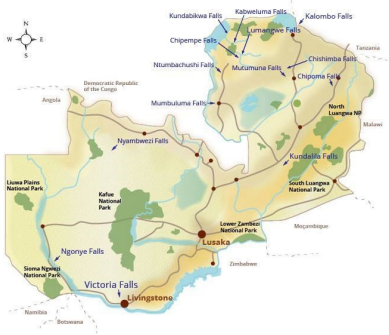 Kabweluma Falls
Kundabikwa Falls
Kalombo Falls
Lumangwe Falls
Chipempe Falls
N
W E
S
Tanzania
Chishimba Falls
Ntumbachushi Falls
Mutumuna Falls
Chipoma Falls
Democratic Republic
of the Congo
Angola
Mumbuluma Falls
North
Luangwa NP
Malawi
Nyambwezi Falls
Kundalila Falls
Liuwa Plains
National Park
South Luangwa
National Park
Kafue
National
Park
Lower Zambezi
National Park
Moçambique
Lusaka
Ngonye Falls
Zimbabwe
Sioma Ngwezi
National Park
Victoria Falls
Livingstone
Namibia
Botswana